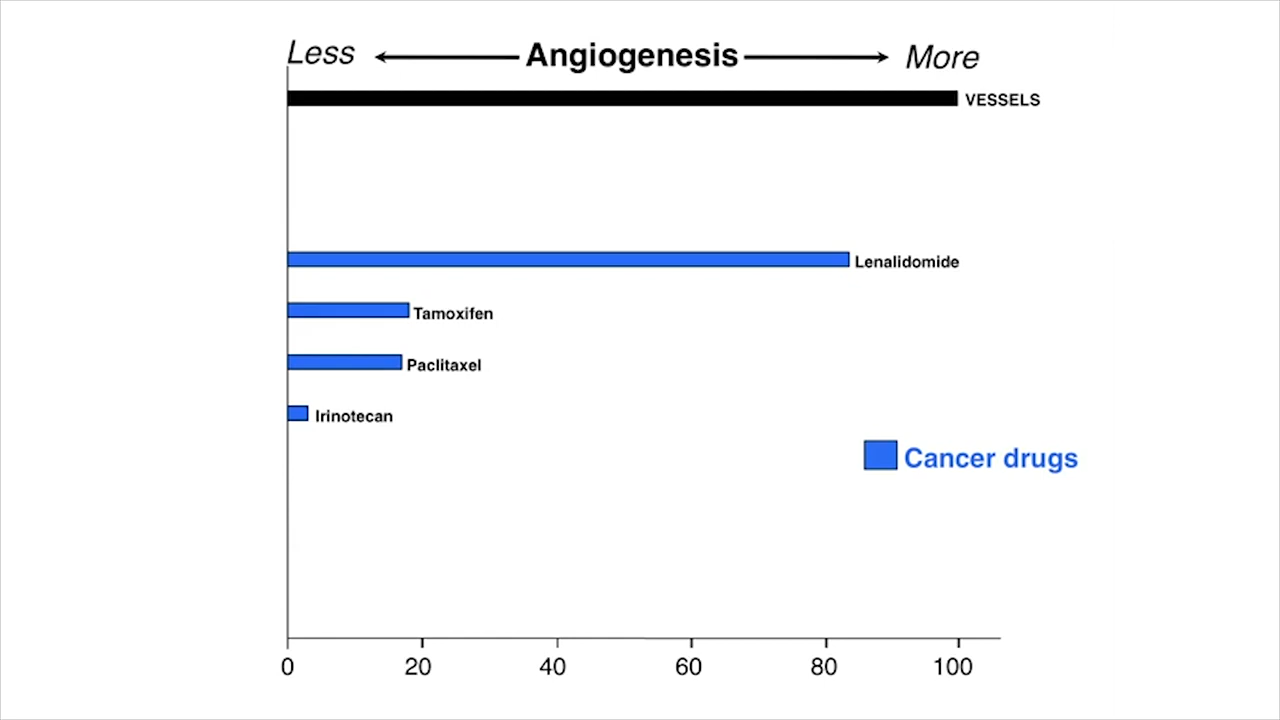 Less Angiogenesis More
VESSELS
Lenalidomide
Tamoxifen
Paclitaxel
Irinotecan
Cancer drugs
0 20 40 60 80 100